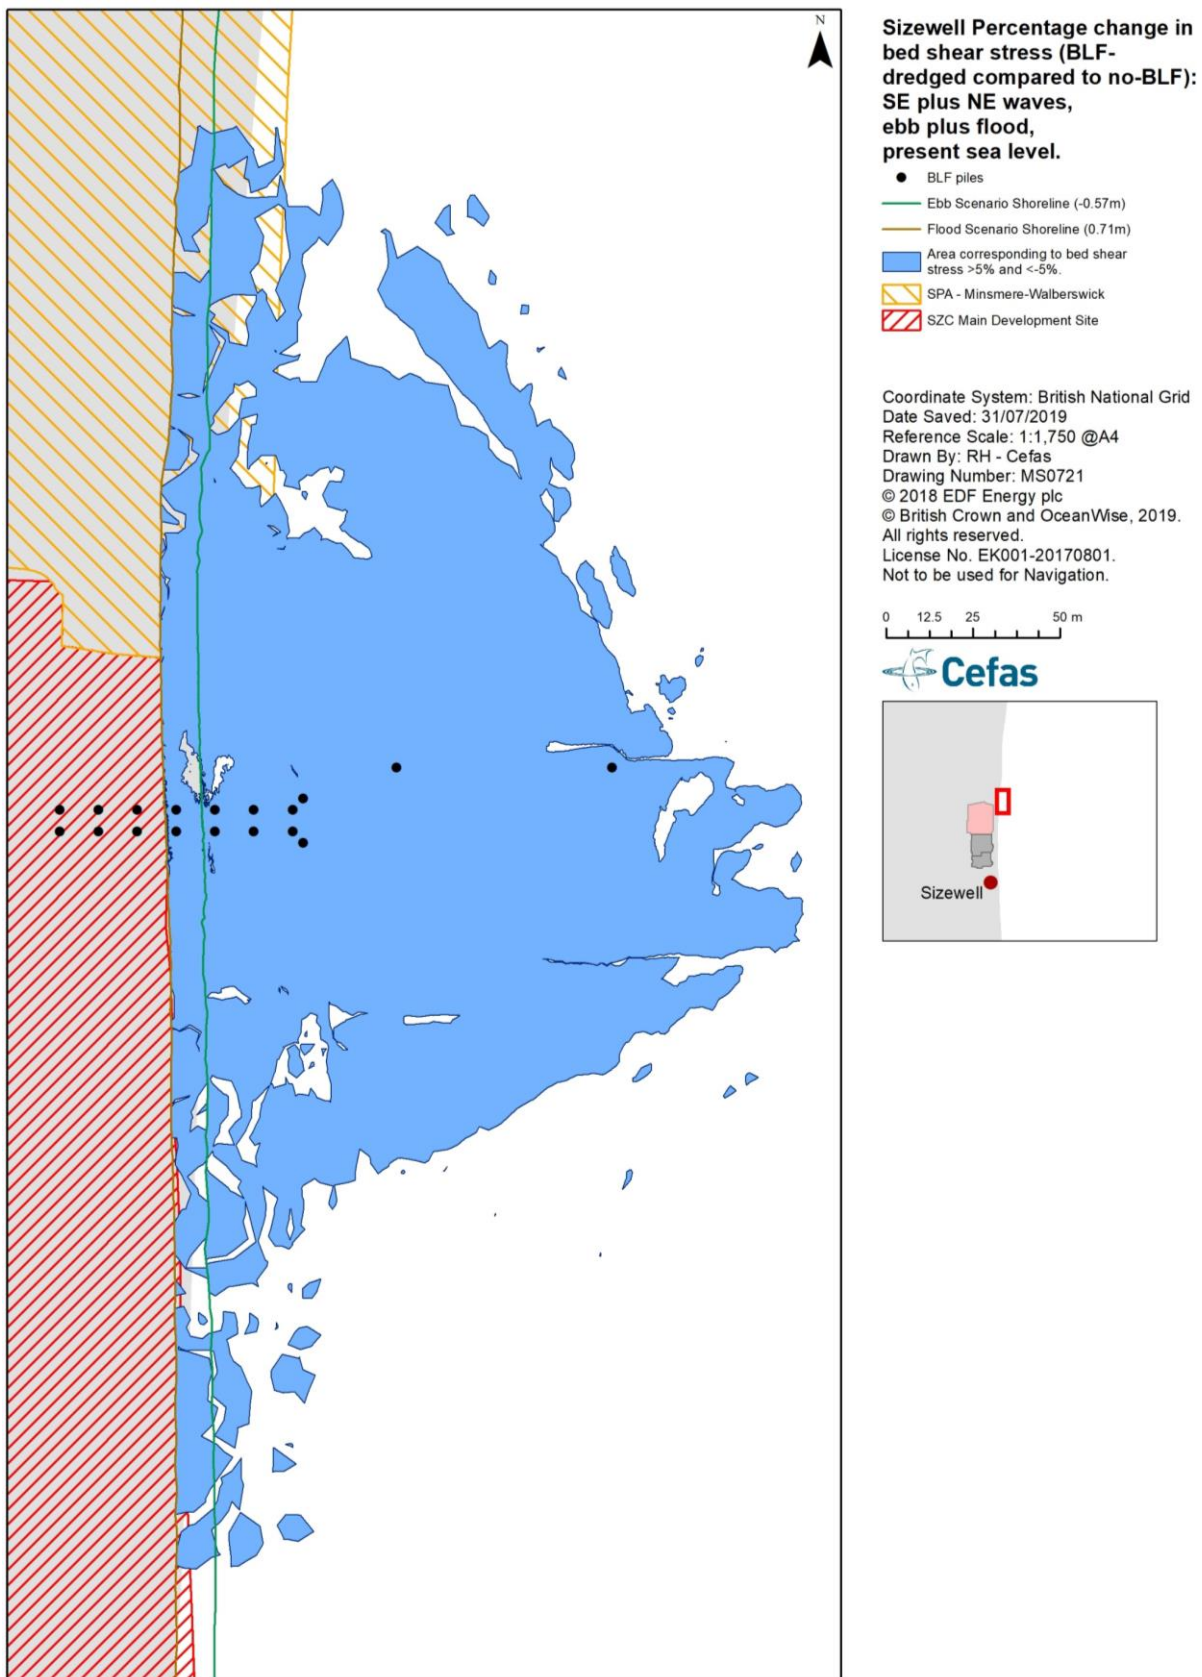 N
Sizewell Percentage change in
bed shear stress (BLF-
dredged compared to no-BLF):
SE plus NE waves,
ebb plus flood,
present sea level.
BLF piles
Ebb Scenario Shoreline (-0.57m)
Flood Scenario Shoreline (0.71m)
Area corresponding to bed shear
stress >5% and <-5%.
SPA - Minsmere-Walberswick
SZC Main Development Site
Coordinate System: British National Grid
Date Saved: 31/07/2019
Reference Scale: 1:1,750 @A4
Drawn By: RH - Cefas
Drawing Number: MS0721
© 2018 EDF Energy plc
© British Crown and OceanWise, 2019.
All rights reserved.
License No. EK001-20170801.
Not to be used for Navigation.
0 12.5 25 50 m
Cefas
Sizewell